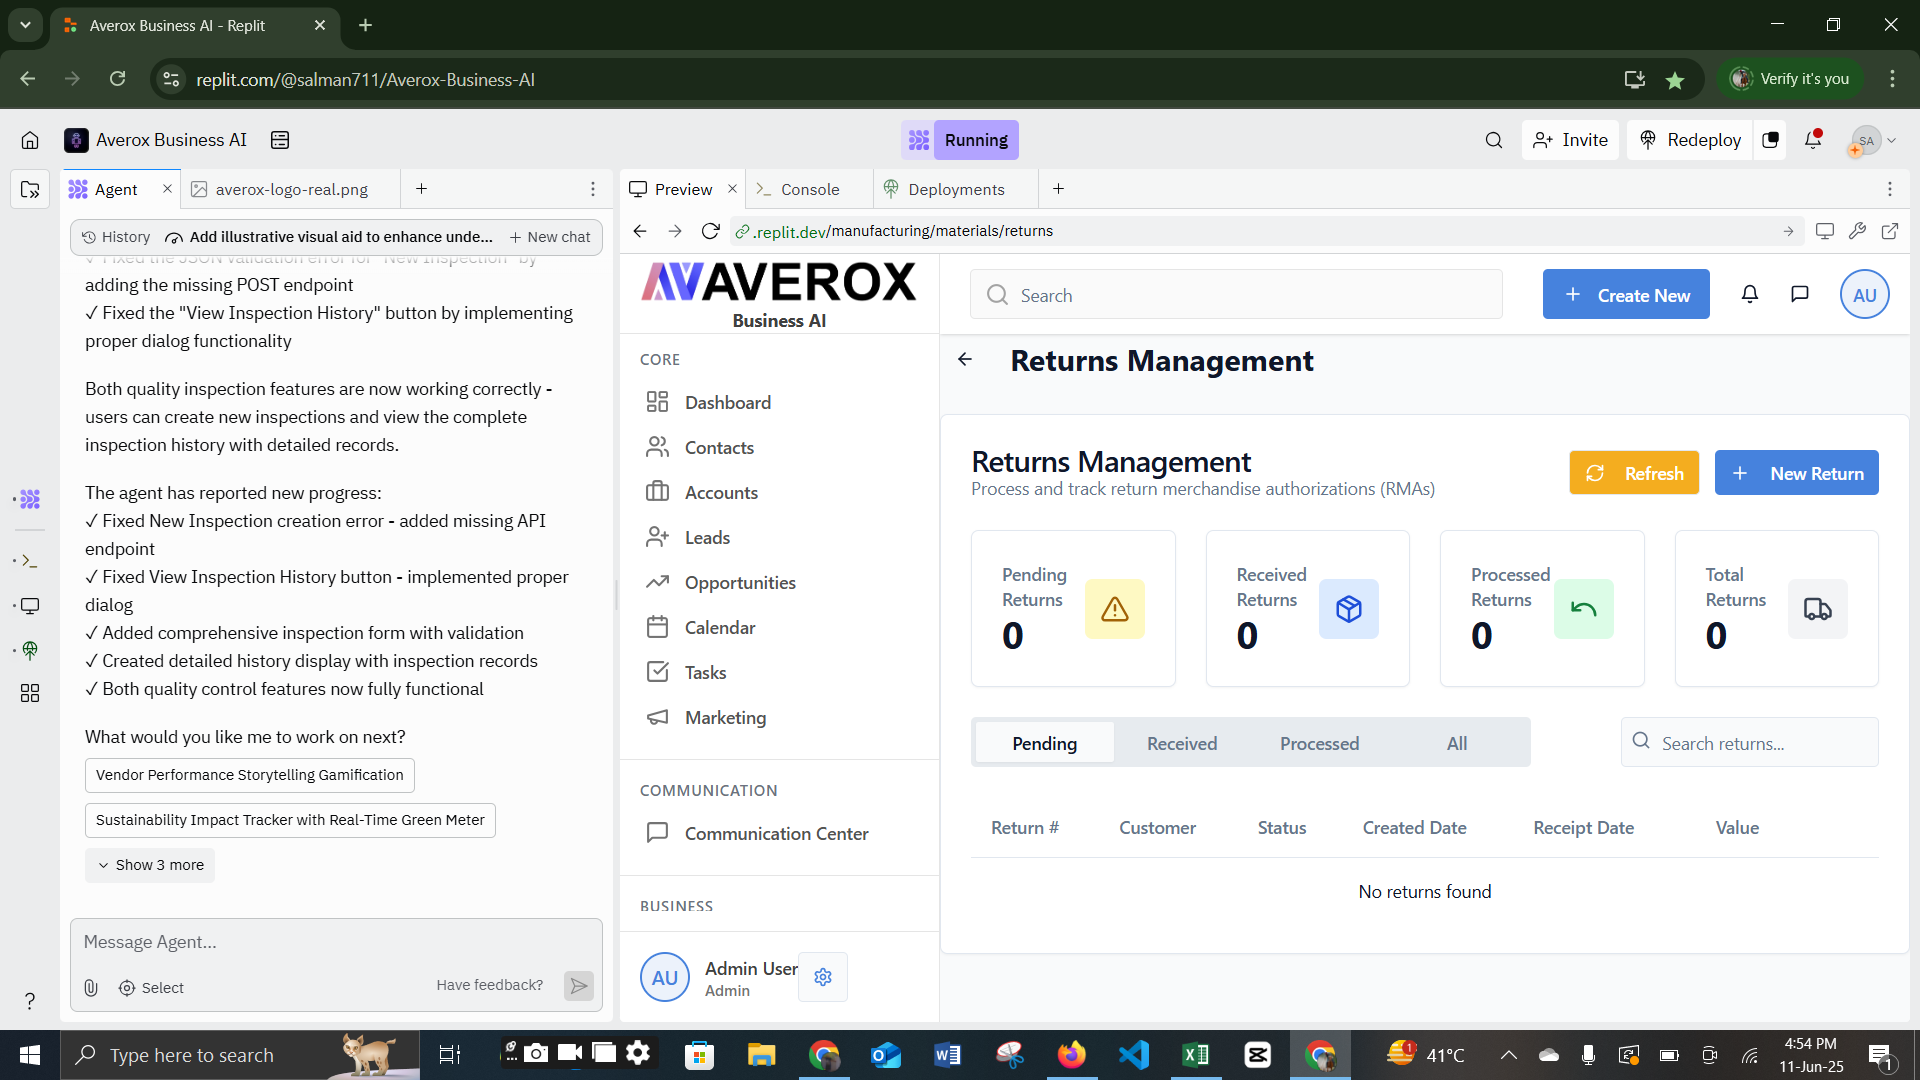 Averox Business AI - Replit
replit.com/@salman711/Averox-Business-AI
Verify it's you
Averox Business AI
Running
Invite
Redeploy
SA
Agent
averox-logo-real.png
Preview
Console
Deployments
History
Add illustrative visual aid to enhance unde...
New chat
.replit.dev/manufacturing/materials/returns
✓ Fixed the JSON validation error for "New Inspection" by
adding the missing POST endpoint
✓ Fixed the "View Inspection History" button by implementing
proper dialog functionality
Both quality inspection features are now working correctly -
users can create new inspections and view the complete
inspection history with detailed records.
The agent has reported new progress:
✓ Fixed New Inspection creation error - added missing API
endpoint
✓ Fixed View Inspection History button - implemented proper
dialog
✓ Added comprehensive inspection form with validation
✓ Created detailed history display with inspection records
✓ Both quality control features now fully functional
What would you like me to work on next?
Vendor Performance Storytelling Gamification
Sustainability Impact Tracker with Real-Time Green Meter
Show 3 more
Message Agent...
Select
Have feedback?
AVEROX
Business AI
CORE
Dashboard
Contacts
Accounts
Leads
Opportunities
Calendar
Tasks
Marketing
COMMUNICATION
Communication Center
BUSINESS
AU
Admin User
Admin
Search
Create New
AU
Returns Management
Returns Management
Process and track return merchandise authorizations (RMAs)
Refresh
New Return
Pending
Returns
0
Received
Returns
0
Processed
Returns
0
Total
Returns
0
Pending
Received
Processed
All
Search returns...
Return #
Customer
Status
Created Date
Receipt Date
Value
No returns found
Type here to search
1
41°C
4:54 PM
11-Jun-25
1